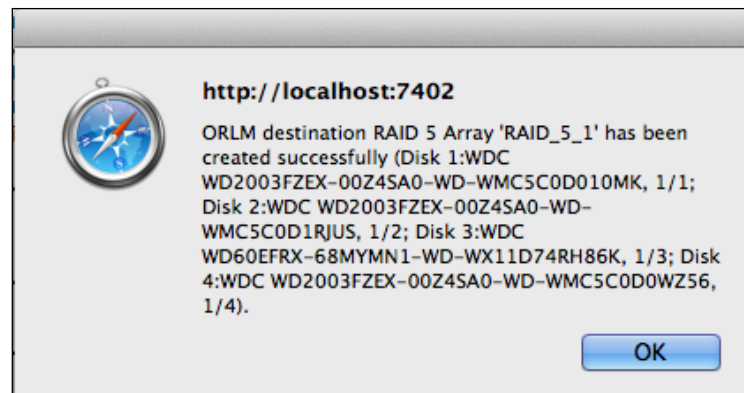 http://localhost:7402
ORLM destination RAID 5 Array 'RAID_5_1' has been
created successfully (Disk 1:WDC
WD2003FZEX-00Z4SA0-WD-WMC5C0D010MK, 1/1;
Disk 2:WDC WD2003FZEX-00Z4SA0-WD-
WMC5C0D1RJUS, 1/2; Disk 3:WDC
WD60EFRX-68MYMN1-WD-WX11D74RH86K, 1/3; Disk
4:WDC WD2003FZEX-00Z4SA0-WD-WMC5C0D0WZ56,
1/4).
OK